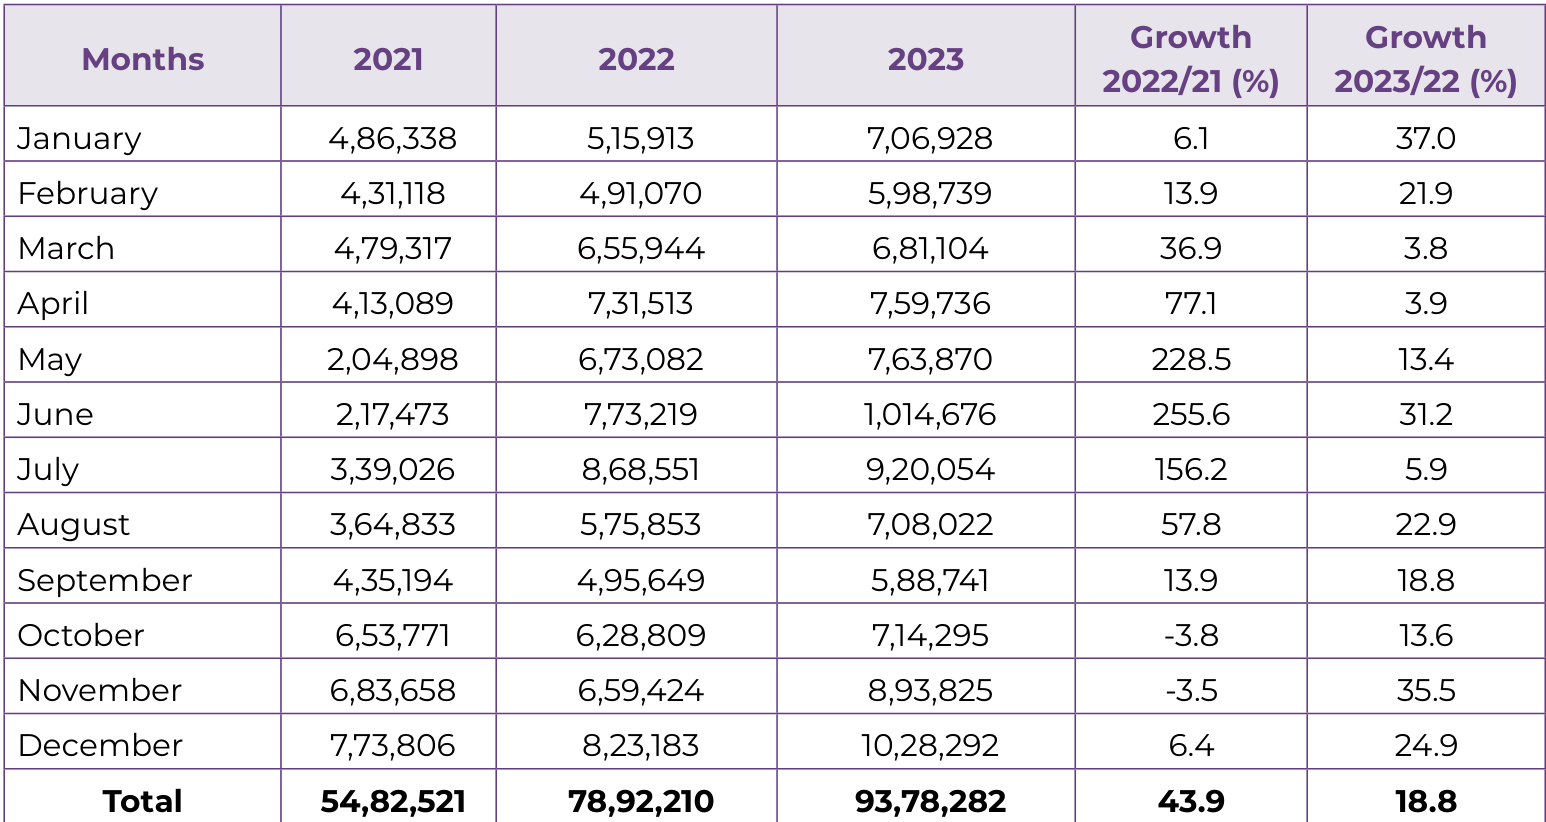 Months 2021 2022 2023 Growth 2022/21 (%) Growth 2023/22 (%)
January 4,86,338 5,15,913 7,06,928 6.1 37.0
February 4,31,118 4,91,070 5,98,739 13.9 21.9
March 4,79,317 6,55,944 6,81,104 36.9 3.8
April 4,13,089 7,31,513 7,59,736 77.1 3.9
May 2,04,898 6,73,082 7,63,870 228.5 13.4
June 2,17,473 7,73,219 1,014,676 255.6 31.2
July 3,39,026 8,68,551 9,20,054 156.2 5.9
August 3,64,833 5,75,853 7,08,022 57.8 22.9
September 4,35,194 4,95,649 5,88,741 13.9 18.8
October 6,53,771 6,28,809 7,14,295 -3.8 13.6
November 6,83,658 6,59,424 8,93,825 -3.5 35.5
December 7,73,806 8,23,183 10,28,292 6.4 24.9
Total 54,82,521 78,92,210 93,78,282 43.9 18.8